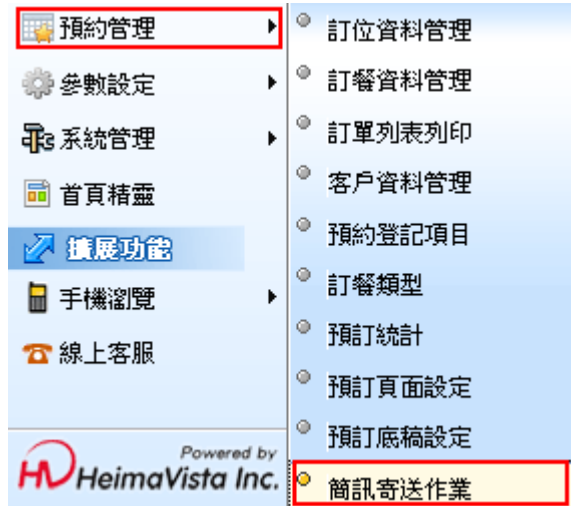 預約管理
參數設定
系統管理
首頁精靈
擴展功能
手機瀏覽
線上客服
Powered by
HeimaVista Inc.
訂位資料管理
訂餐資料管理
訂單列表列印
客戶資料管理
預約登記項目
訂餐類型
預訂統計
預訂頁面設定
預訂底稿設定
簡訊寄送作業